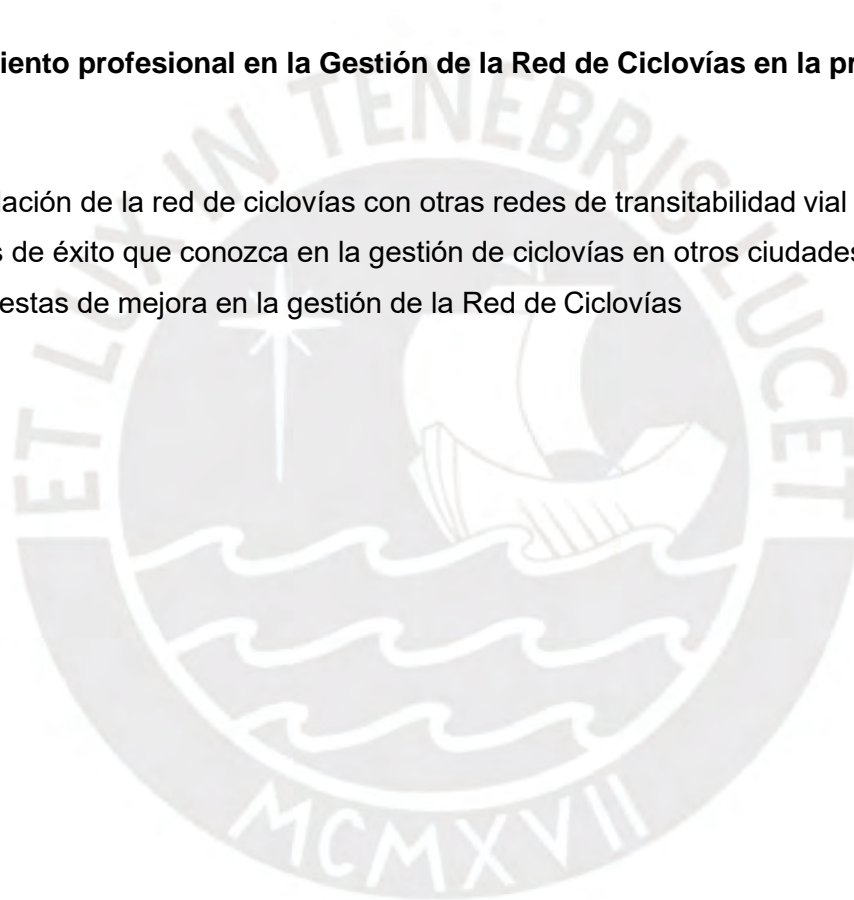 iento profesional en la Gestión de la Red de Ciclovías en la pr
lación de la red de ciclovías con otras redes de transitabilidad vial
s de éxito que conozca en la gestión de ciclovías en otros ciudades
estas de mejora en la gestión de la Red de Ciclovías
ET LUX IN TENEBRIS LUCET
MCMXVII